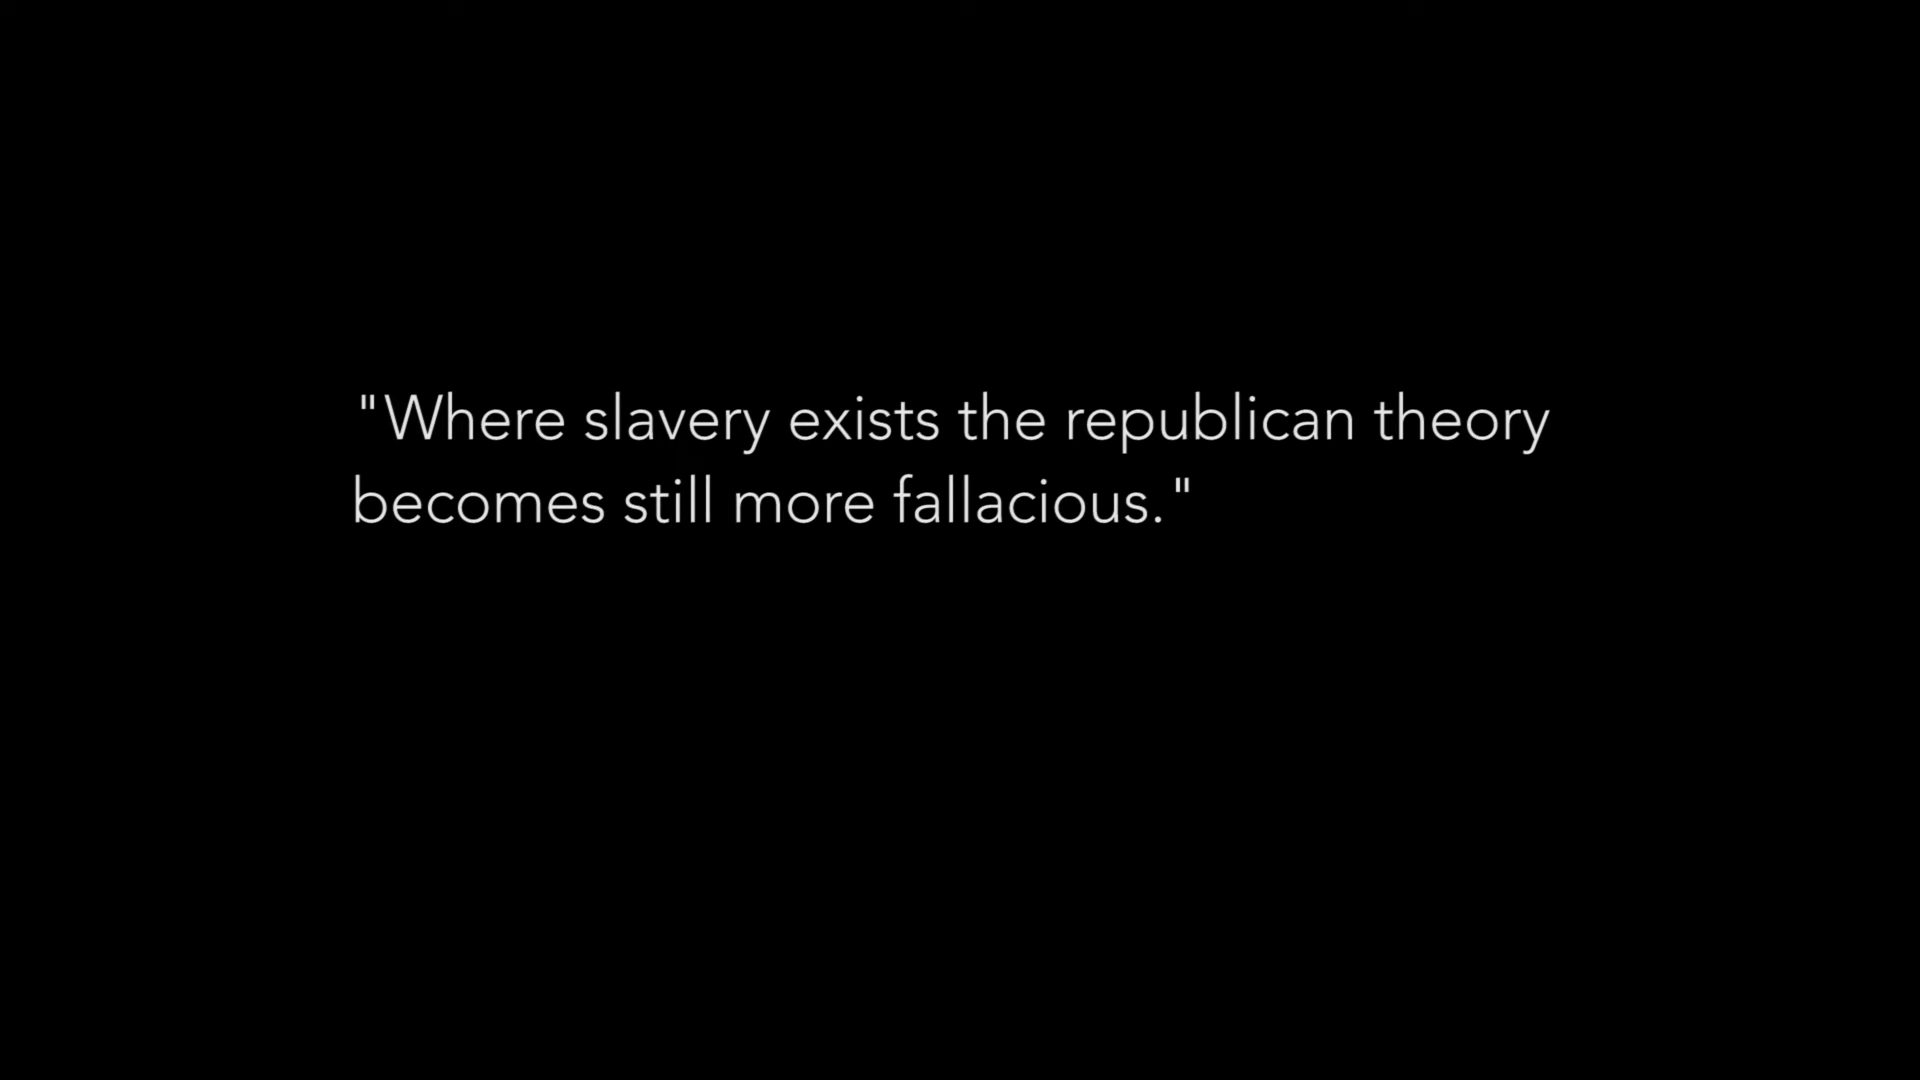 "Where slavery exists the republican theory
becomes still more fallacious."